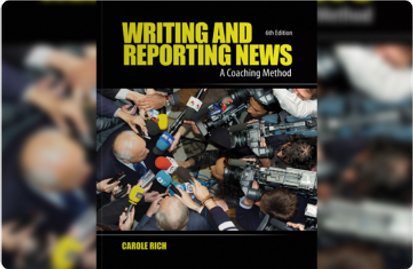 WRITING AND
6th Edition
REPORTING NEWS
A Coaching Method
CAROLE RICH